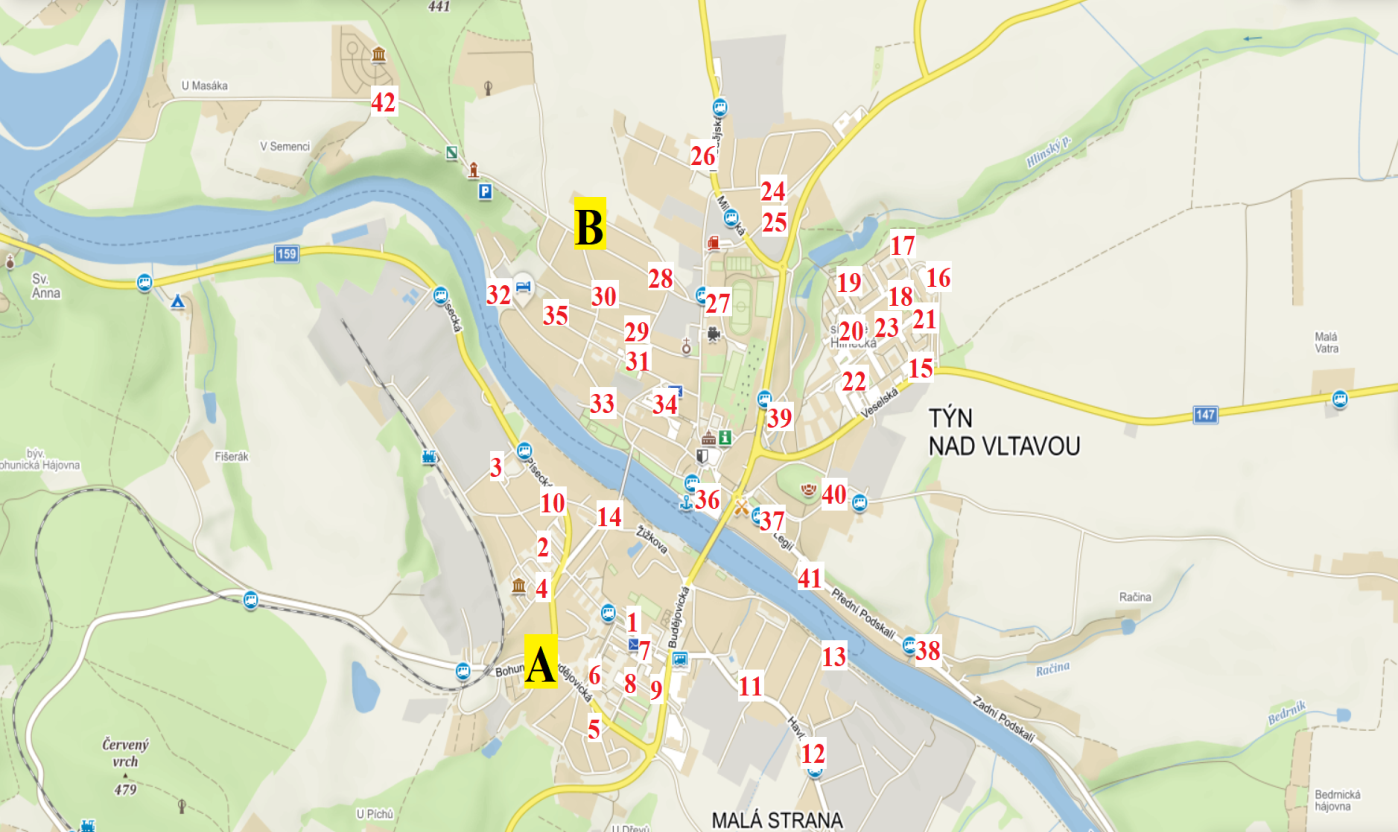 441
U Masáka
42
V Semenci
Hlinský p.
26
24
25
Sv.
Anna
159
B
32
28
27
30
35
29
31
33
34
17
16
19
18
20
23
21
22
15
Veselská
39
Malá
Vatra
147
TÝN
NAD VLTAVOU
býv.
Fišerák
3
Písecká
10
14
2
4
Žižkova
36
37
Legií
40
41
Přední Podskalí
38
Račina
Račina
Zadní Podskalí
Bedrník
Bedrnická
hájovna
1
7
A
6
8
9
5
Budějovická
11
13
12
Červený
vrch
479
U Píchů
MALÁ STRANA